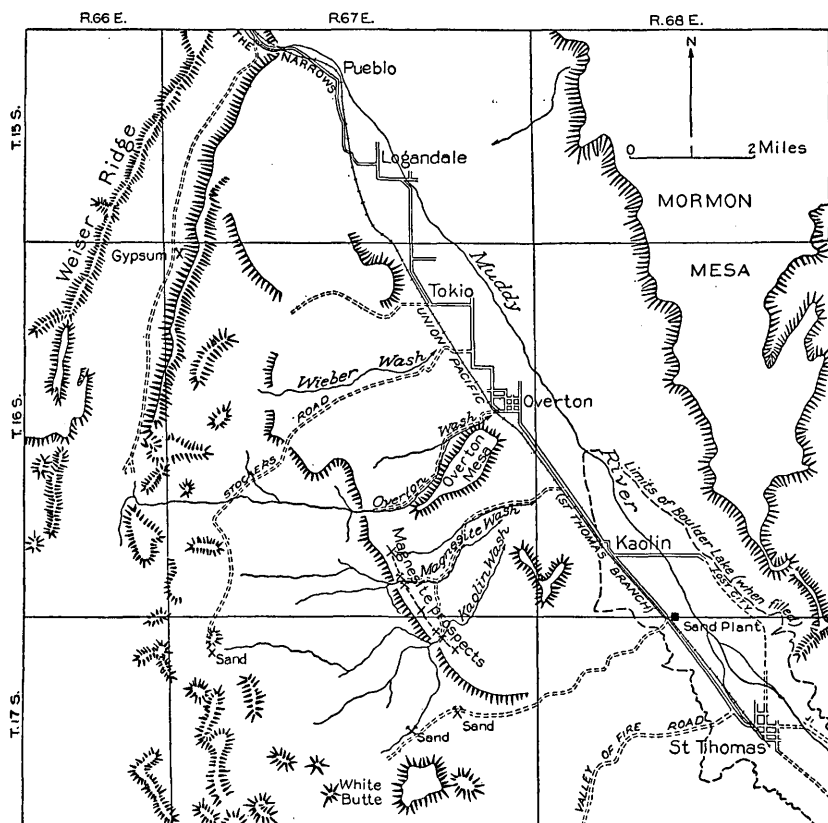 R.66 E. R.67 E. R.68 E.
T.15 S.
T.16 S.
T.17 S.
THE NARROWS
Pueblo
N
0 2 Miles
Logandale
Weiser Ridge
MORMON
MESA
Gypsum
Muddy River
Tokio
UNION PACIFIC
(ST THOMAS BRANCH)
Wieber Wash
STOCKERS ROAD
Overton
Overton Wash
Overton Mesa
Limits of Boulder Lake (when filled)
Magnesite Wash
Kaolin
Magnesite prospects
Kaolin Wash
LOST CITY
Sand Plant
Sand
Sand
Sand
VALLEY OF FIRE ROAD
St Thomas
White
Butte